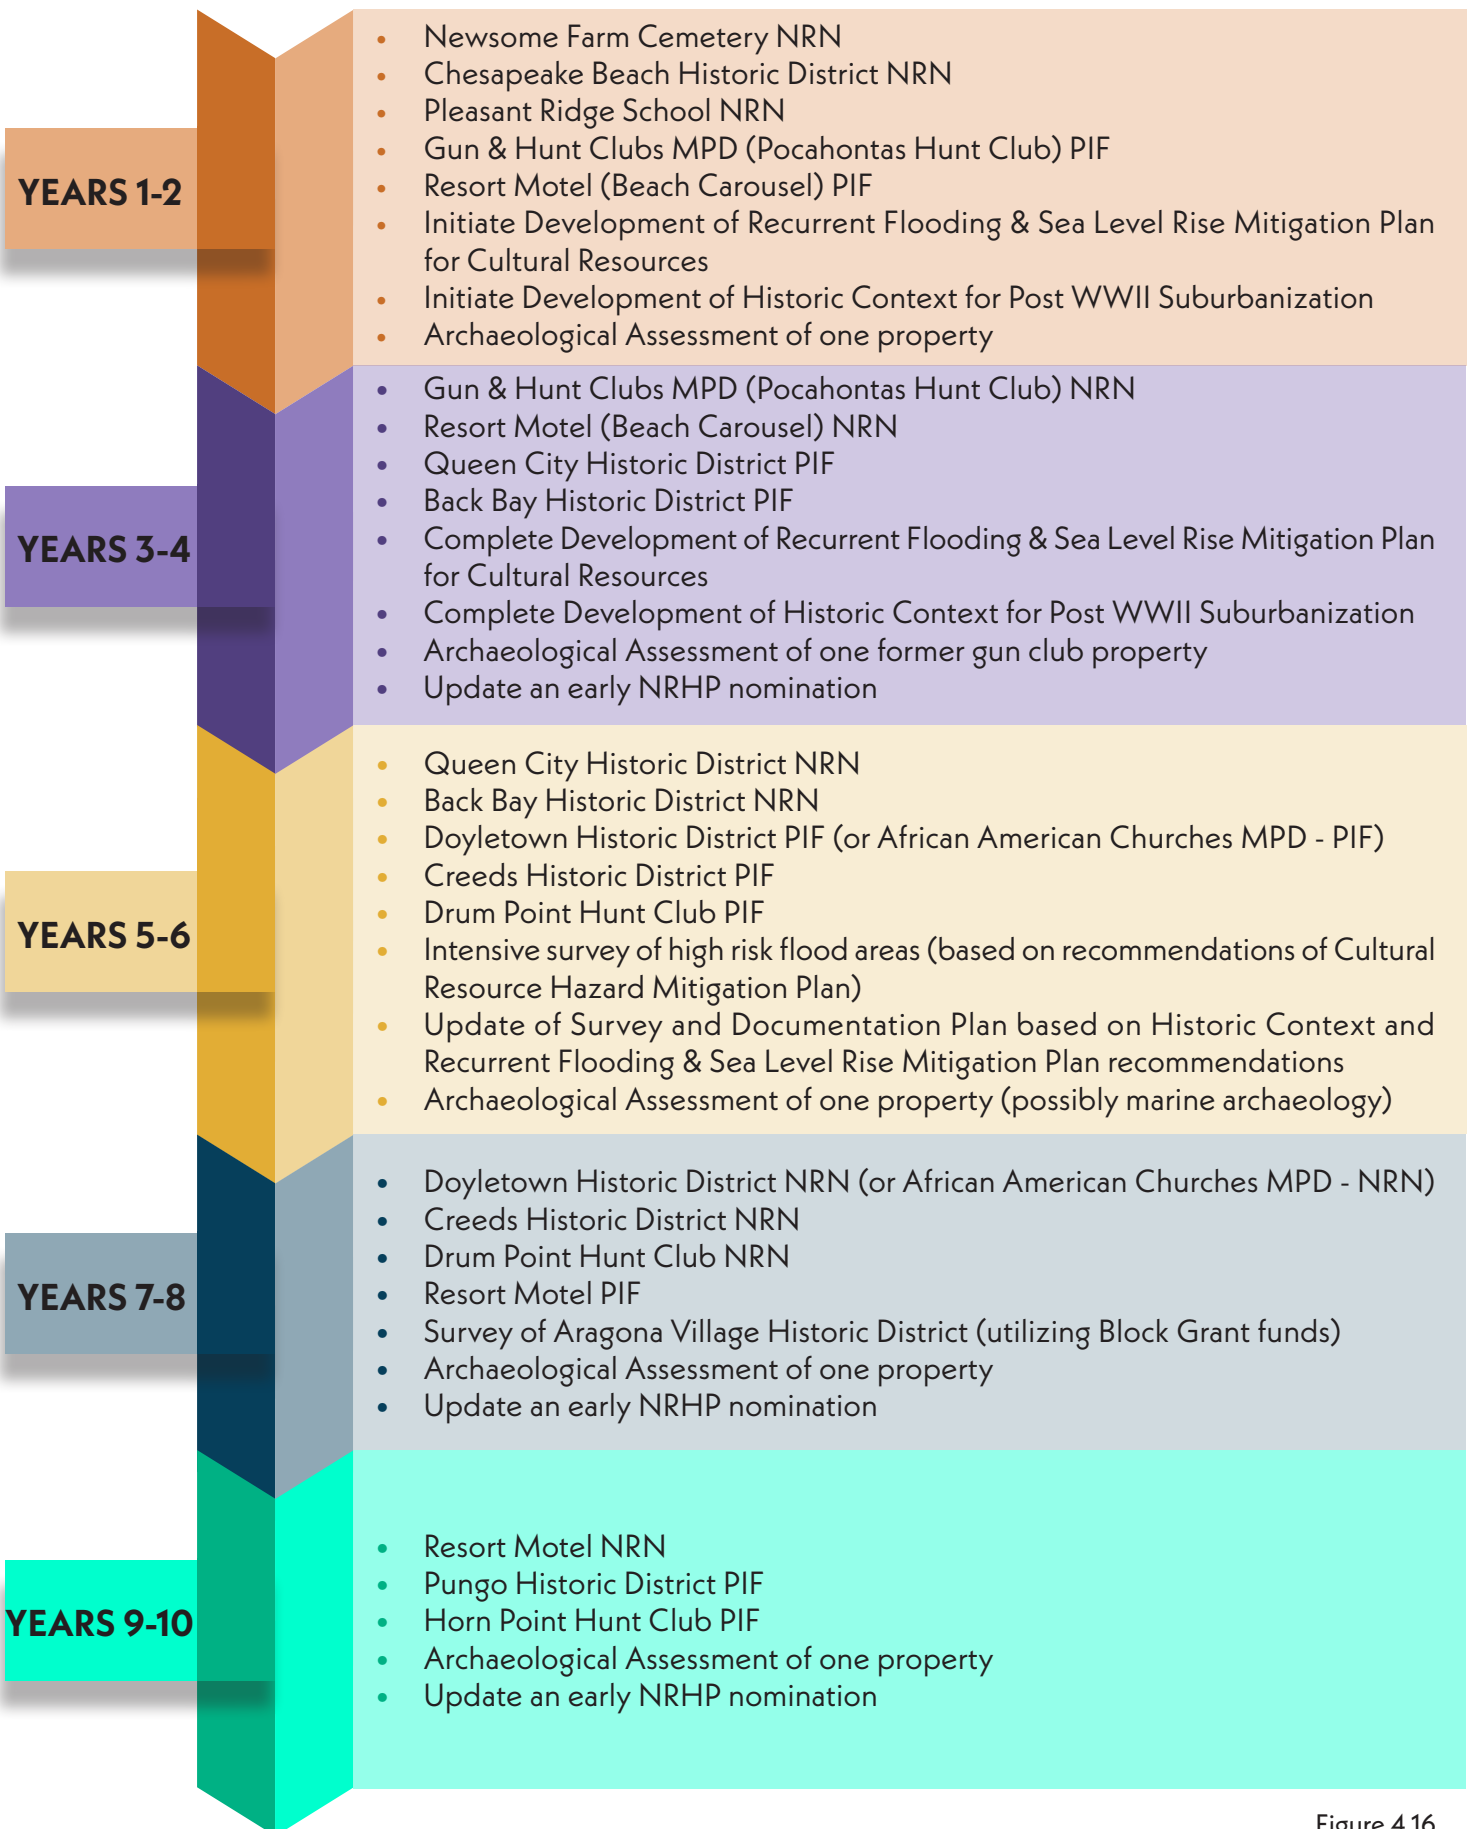 YEARS 1-2
• Newsome Farm Cemetery NRN
• Chesapeake Beach Historic District NRN
• Pleasant Ridge School NRN
• Gun & Hunt Clubs MPD (Pocahontas Hunt Club) PIF
• Resort Motel (Beach Carousel) PIF
• Initiate Development of Recurrent Flooding & Sea Level Rise Mitigation Plan
for Cultural Resources
• Initiate Development of Historic Context for Post WWII Suburbanization
• Archaeological Assessment of one property
YEARS 3-4
• Gun & Hunt Clubs MPD (Pocahontas Hunt Club) NRN
• Resort Motel (Beach Carousel) NRN
• Queen City Historic District PIF
• Back Bay Historic District PIF
• Complete Development of Recurrent Flooding & Sea Level Rise Mitigation Plan
for Cultural Resources
• Complete Development of Historic Context for Post WWII Suburbanization
• Archaeological Assessment of one former gun club property
• Update an early NRHP nomination
YEARS 5-6
• Queen City Historic District NRN
• Back Bay Historic District NRN
• Doyletown Historic District PIF (or African American Churches MPD - PIF)
• Creeds Historic District PIF
• Drum Point Hunt Club PIF
• Intensive survey of high risk flood areas (based on recommendations of Cultural
Resource Hazard Mitigation Plan)
• Update of Survey and Documentation Plan based on Historic Context and
Recurrent Flooding & Sea Level Rise Mitigation Plan recommendations
• Archaeological Assessment of one property (possibly marine archaeology)
YEARS 7-8
• Doyletown Historic District NRN (or African American Churches MPD - NRN)
• Creeds Historic District NRN
• Drum Point Hunt Club NRN
• Resort Motel PIF
• Survey of Aragona Village Historic District (utilizing Block Grant funds)
• Archaeological Assessment of one property
• Update an early NRHP nomination
YEARS 9-10
• Resort Motel NRN
• Pungo Historic District PIF
• Horn Point Hunt Club PIF
• Archaeological Assessment of one property
• Update an early NRHP nomination
Figure 4.16